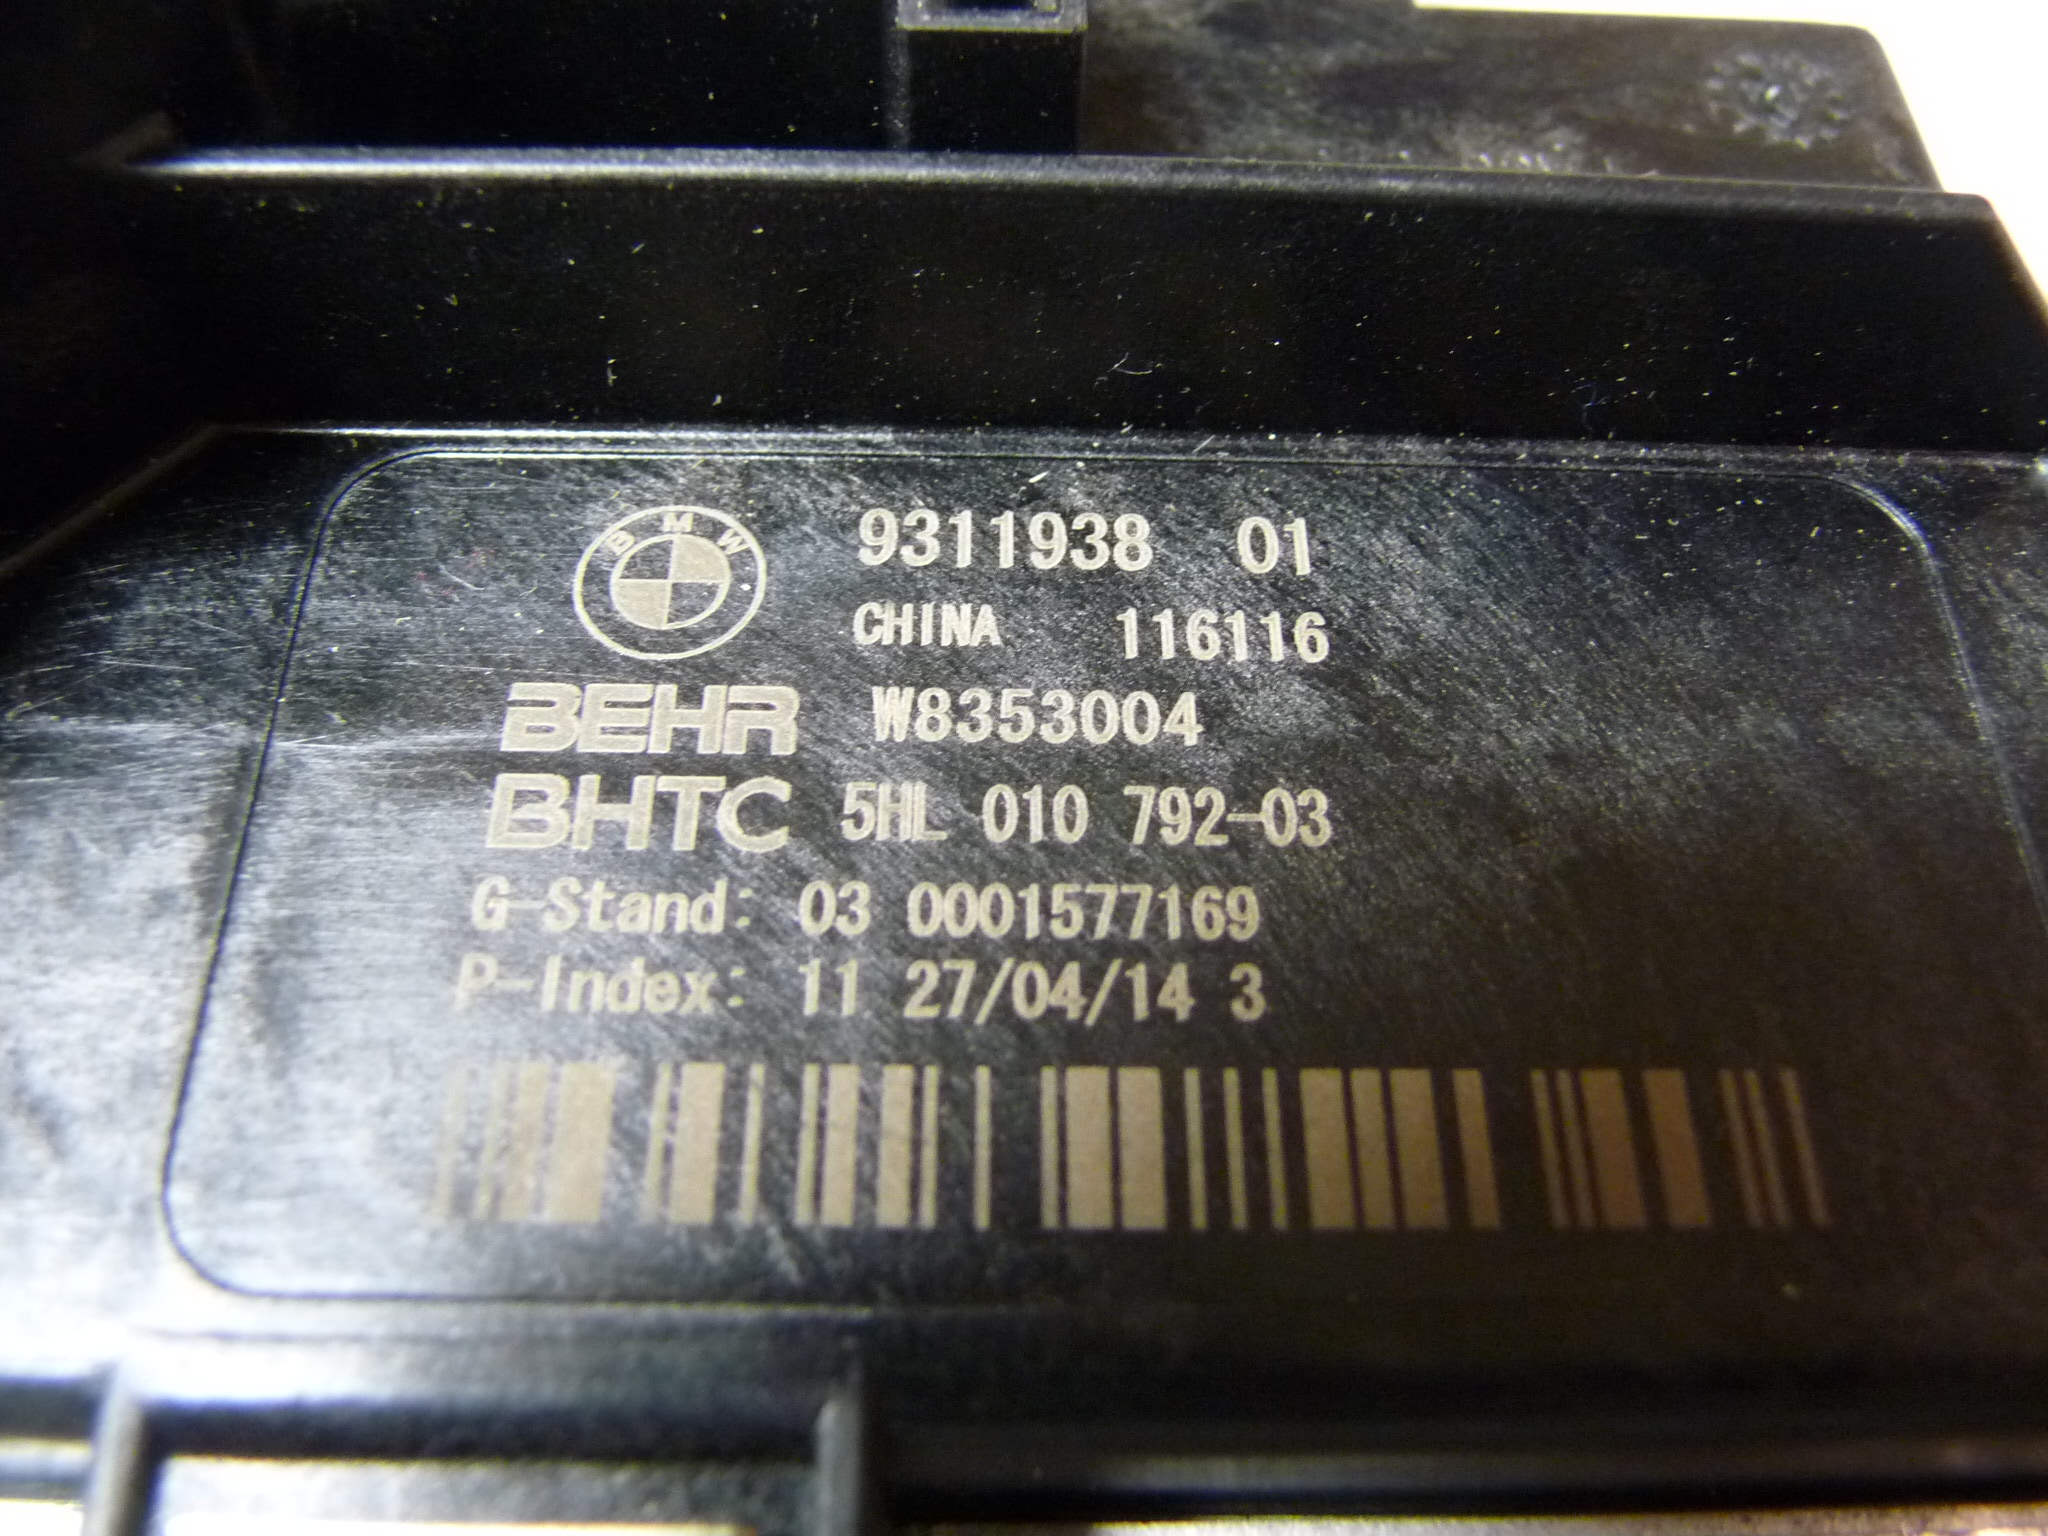 BMW
9311938 01
CHINA 116116
BEHR W8353004
BHTC 5HL 010 792-03
G-Stand: 03 0001577169
P-Index: 11 27/04/14 3